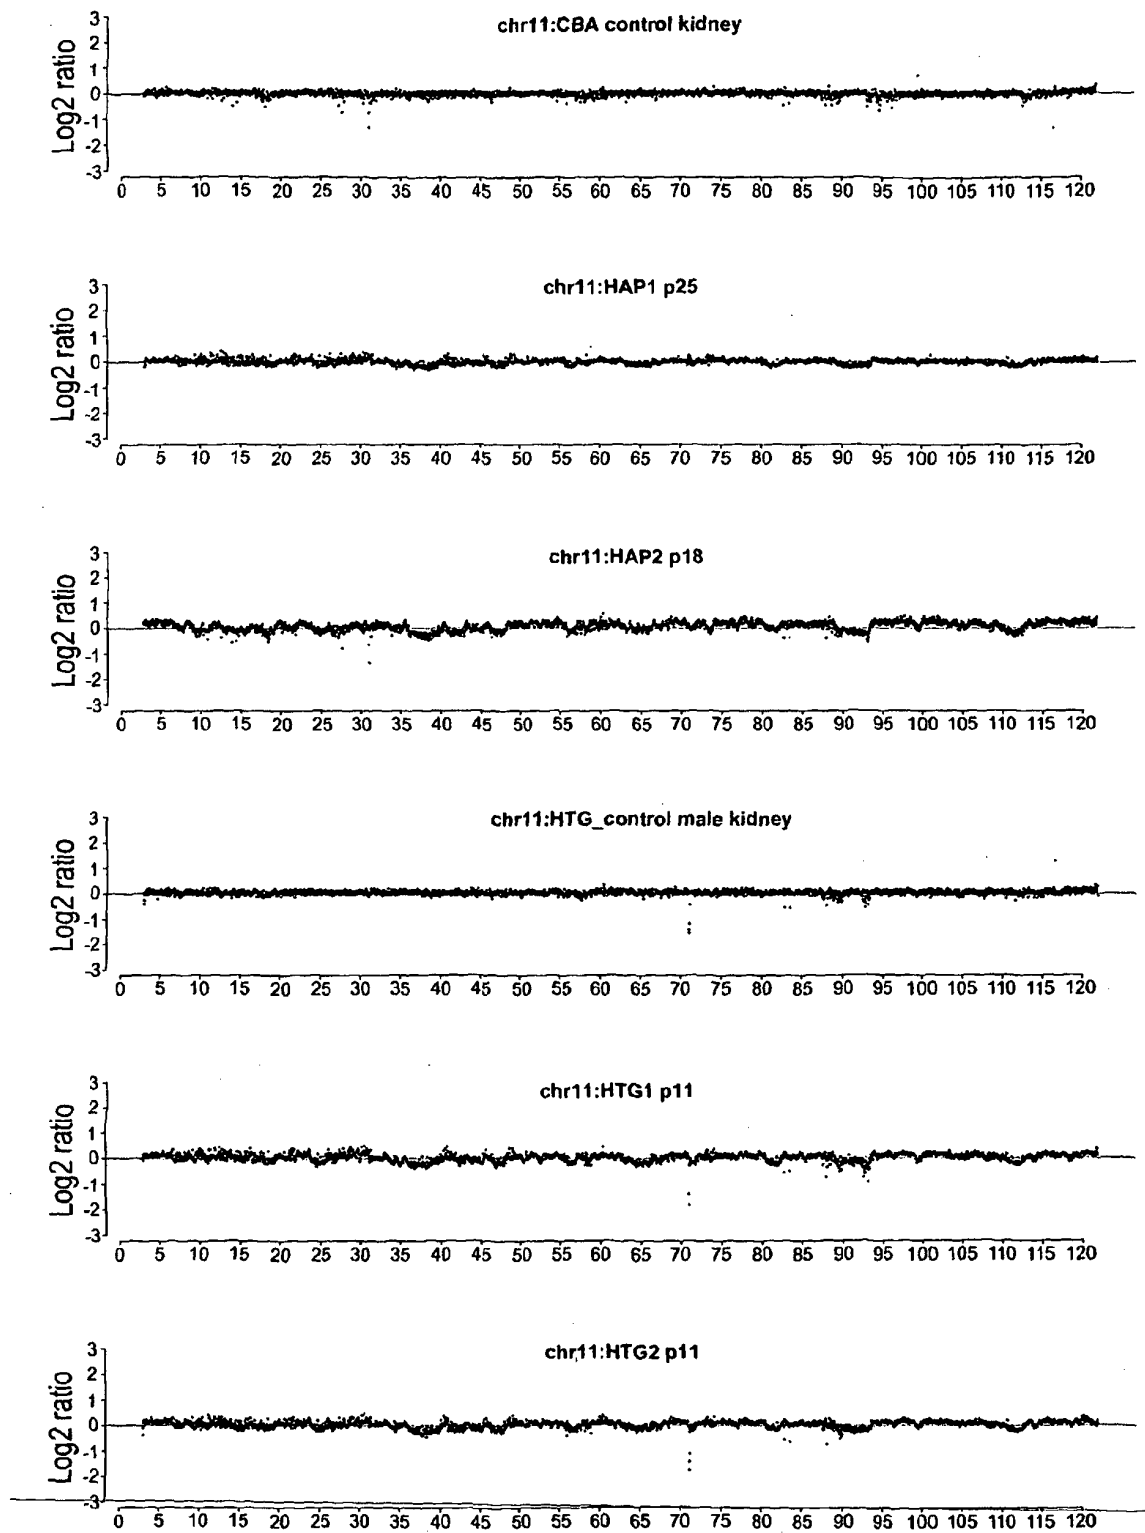 chr11:CBA control kidney
3
2
1
0
-1
-2
-3
Log2 ratio
0 5 10 15 20 25 30 35 40 45 50 55 60 65 70 75 80 85 90 95 100 105 110 115 120
chr11:HAP1 p25
3
2
1
0
-1
-2
-3
Log2 ratio
0 5 10 15 20 25 30 35 40 45 50 55 60 65 70 75 80 85 90 95 100 105 110 115 120
chr11:HAP2 p18
3
2
1
0
-1
-2
-3
Log2 ratio
0 5 10 15 20 25 30 35 40 45 50 55 60 65 70 75 80 85 90 95 100 105 110 115 120
chr11:HTG_control male kidney
3
2
1
0
-1
-2
-3
Log2 ratio
0 5 10 15 20 25 30 35 40 45 50 55 60 65 70 75 80 85 90 95 100 105 110 115 120
chr11:HTG1 p11
3
2
1
0
-1
-2
-3
Log2 ratio
0 5 10 15 20 25 30 35 40 45 50 55 60 65 70 75 80 85 90 95 100 105 110 115 120
chr11:HTG2 p11
3
2
1
0
-1
-2
-3
Log2 ratio
0 5 10 15 20 25 30 35 40 45 50 55 60 65 70 75 80 85 90 95 100 105 110 115 120